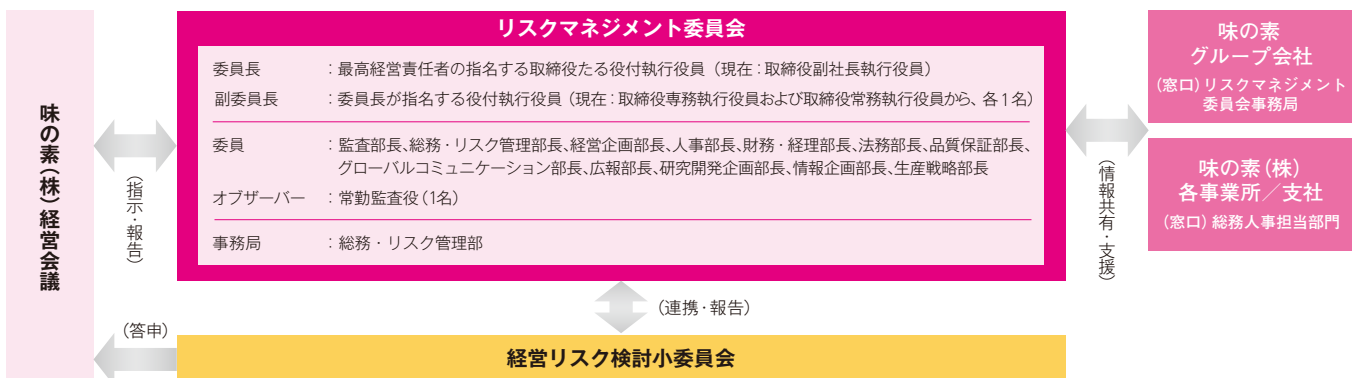 味の素（株）経営会議
（指示・報告）
（答申）
リスクマネジメント委員会
委員長 ：最高経営責任者の指名する取締役たる役付執行役員（現在：取締役副社長執行役員）
副委員長 ：委員長が指名する役付執行役員（現在：取締役専務執行役員および取締役常務執行役員から、各1名）
委員 ：監査部長、総務・リスク管理部長、経営企画部長、人事部長、財務・経理部長、法務部長、品質保証部長、
グローバルコミュニケーション部長、広報部長、研究開発企画部長、情報企画部長、生産戦略部長
オブザーバー ：常勤監査役（1名）
事務局 ：総務・リスク管理部
（連携・報告）
経営リスク検討小委員会
（情報共有・支援）
味の素
グループ会社
（窓口）リスクマネジメント
委員会事務局
味の素（株）
各事業所／支社
（窓口）総務人事担当部門